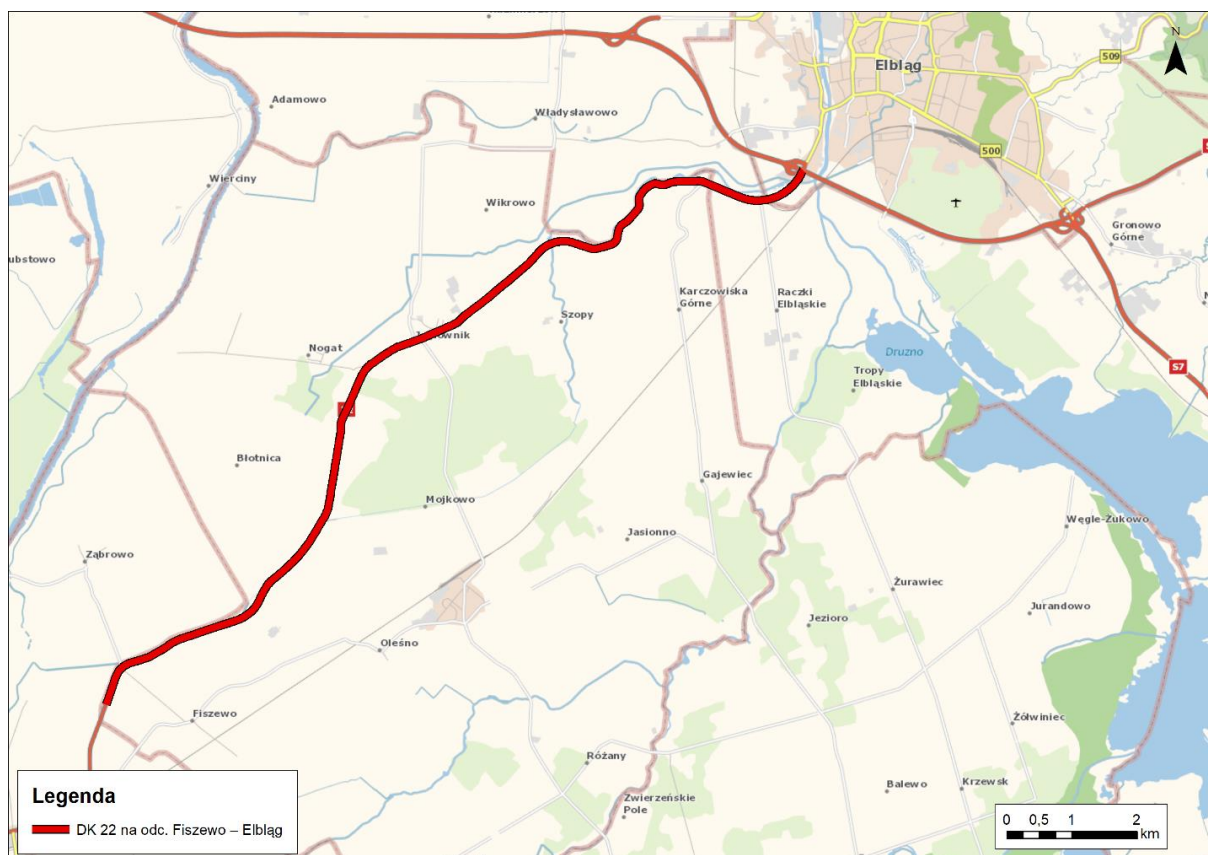 N
Elbląg
509
Adamowo
Władysławowo
500
Wierciny
Wikrowo
Gronowo
Górne
ubstowo
Karczowiska
Górne
Raczki
Elbląskie
Szopy
Nogat
Druzno
Tropy
Elbląskie
S7
Błotnica
Gajewiec
Mojkowo
Węgle-Żukowo
Jasionno
Ząbrowo
Żurawiec
Jurandowo
Jezioro
Oleśno
Fiszewo
Żółwiniec
Różany
Balewo
Krzewsk
Zwierzeńskie
Pole
Legenda
DK 22 na odc. Fiszewo – Elbląg
0 0,5 1 2
km